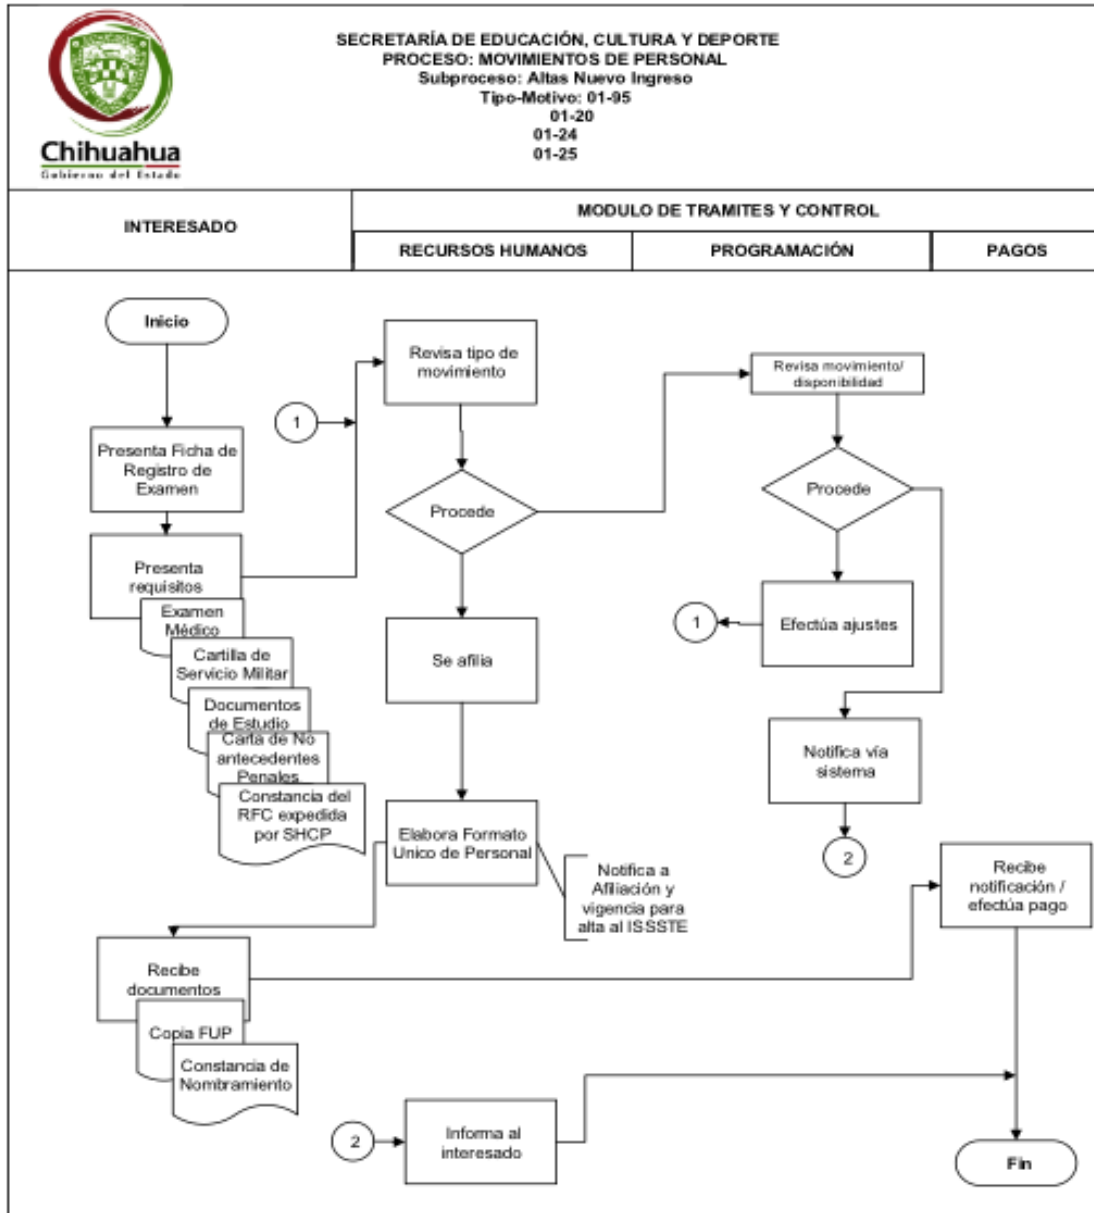 SECRETARÍA DE EDUCACIÓN, CULTURA Y DEPORTE
PROCESO: MOVIMIENTOS DE PERSONAL
Subproceso: Altas Nuevo Ingreso
Tipo-Motivo: 01-95
01-20
01-24
01-25
Chihuahua
Gobierno del Estado
INTERESADO
MODULO DE TRAMITES Y CONTROL
RECURSOS HUMANOS
PROGRAMACIÓN
PAGOS
Inicio
Presenta Ficha de
Registro de
Examen
Presenta
requisitos
Examen
Médico
Cartilla de
Servicio Militar
Documentos
de Estudio
Carta de No
antecedentes
Penales
Constancia del
RFC expedida
por SHCP
1
Revisa tipo de
movimiento
Procede
Se afilia
Elabora Formato
Unico de Personal
Notifica a
Afiliación y
vigencia para
alta al ISSSTE
Revisa movimiento/
disponibilidad
Procede
Efectúa ajustes
1
Notifica vía
sistema
2
Recibe
notificación /
efectúa pago
Recibe
documentos
Copia FUP
Constancia de
Nombramiento
2
Informa al
interesado
Fin